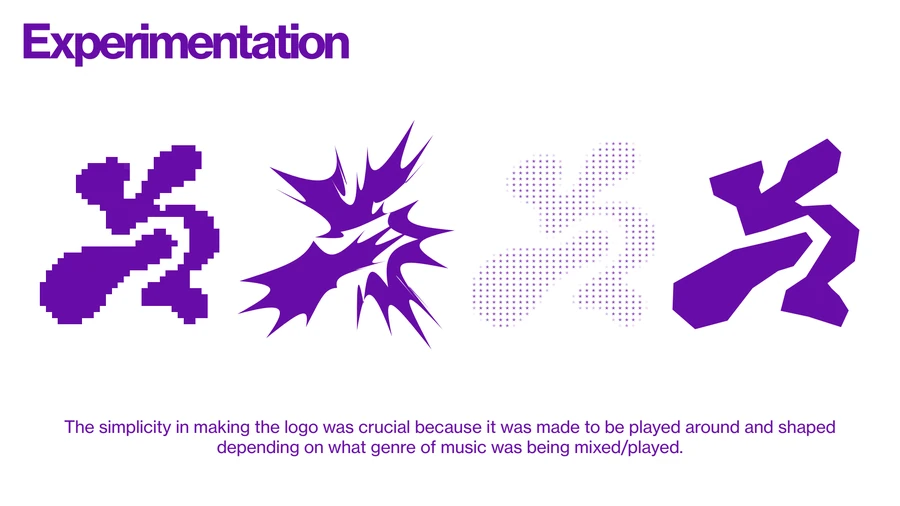 Experimentation
The simplicity in making the logo was crucial because it was made to be played around and shaped
depending on what genre of music was being mixed/played.